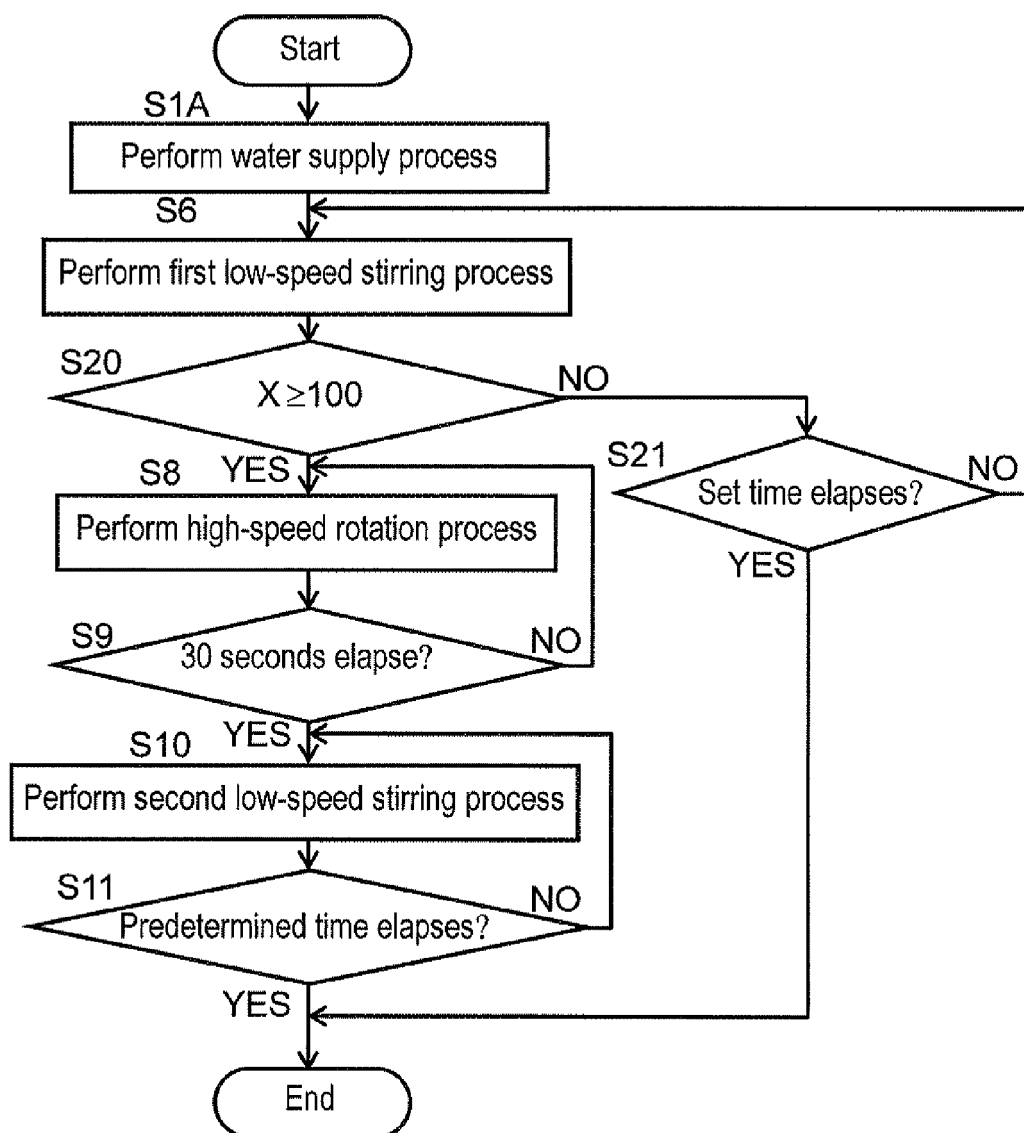 Start
S1A
Perform water supply process
S6
Perform first low-speed stirring process
S20
X ≥100
NO
YES
S21
Set time elapses?
NO
YES
S8
Perform high-speed rotation process
S9
30 seconds elapse?
NO
YES
S10
Perform second low-speed stirring process
S11
Predetermined time elapses?
NO
YES
End